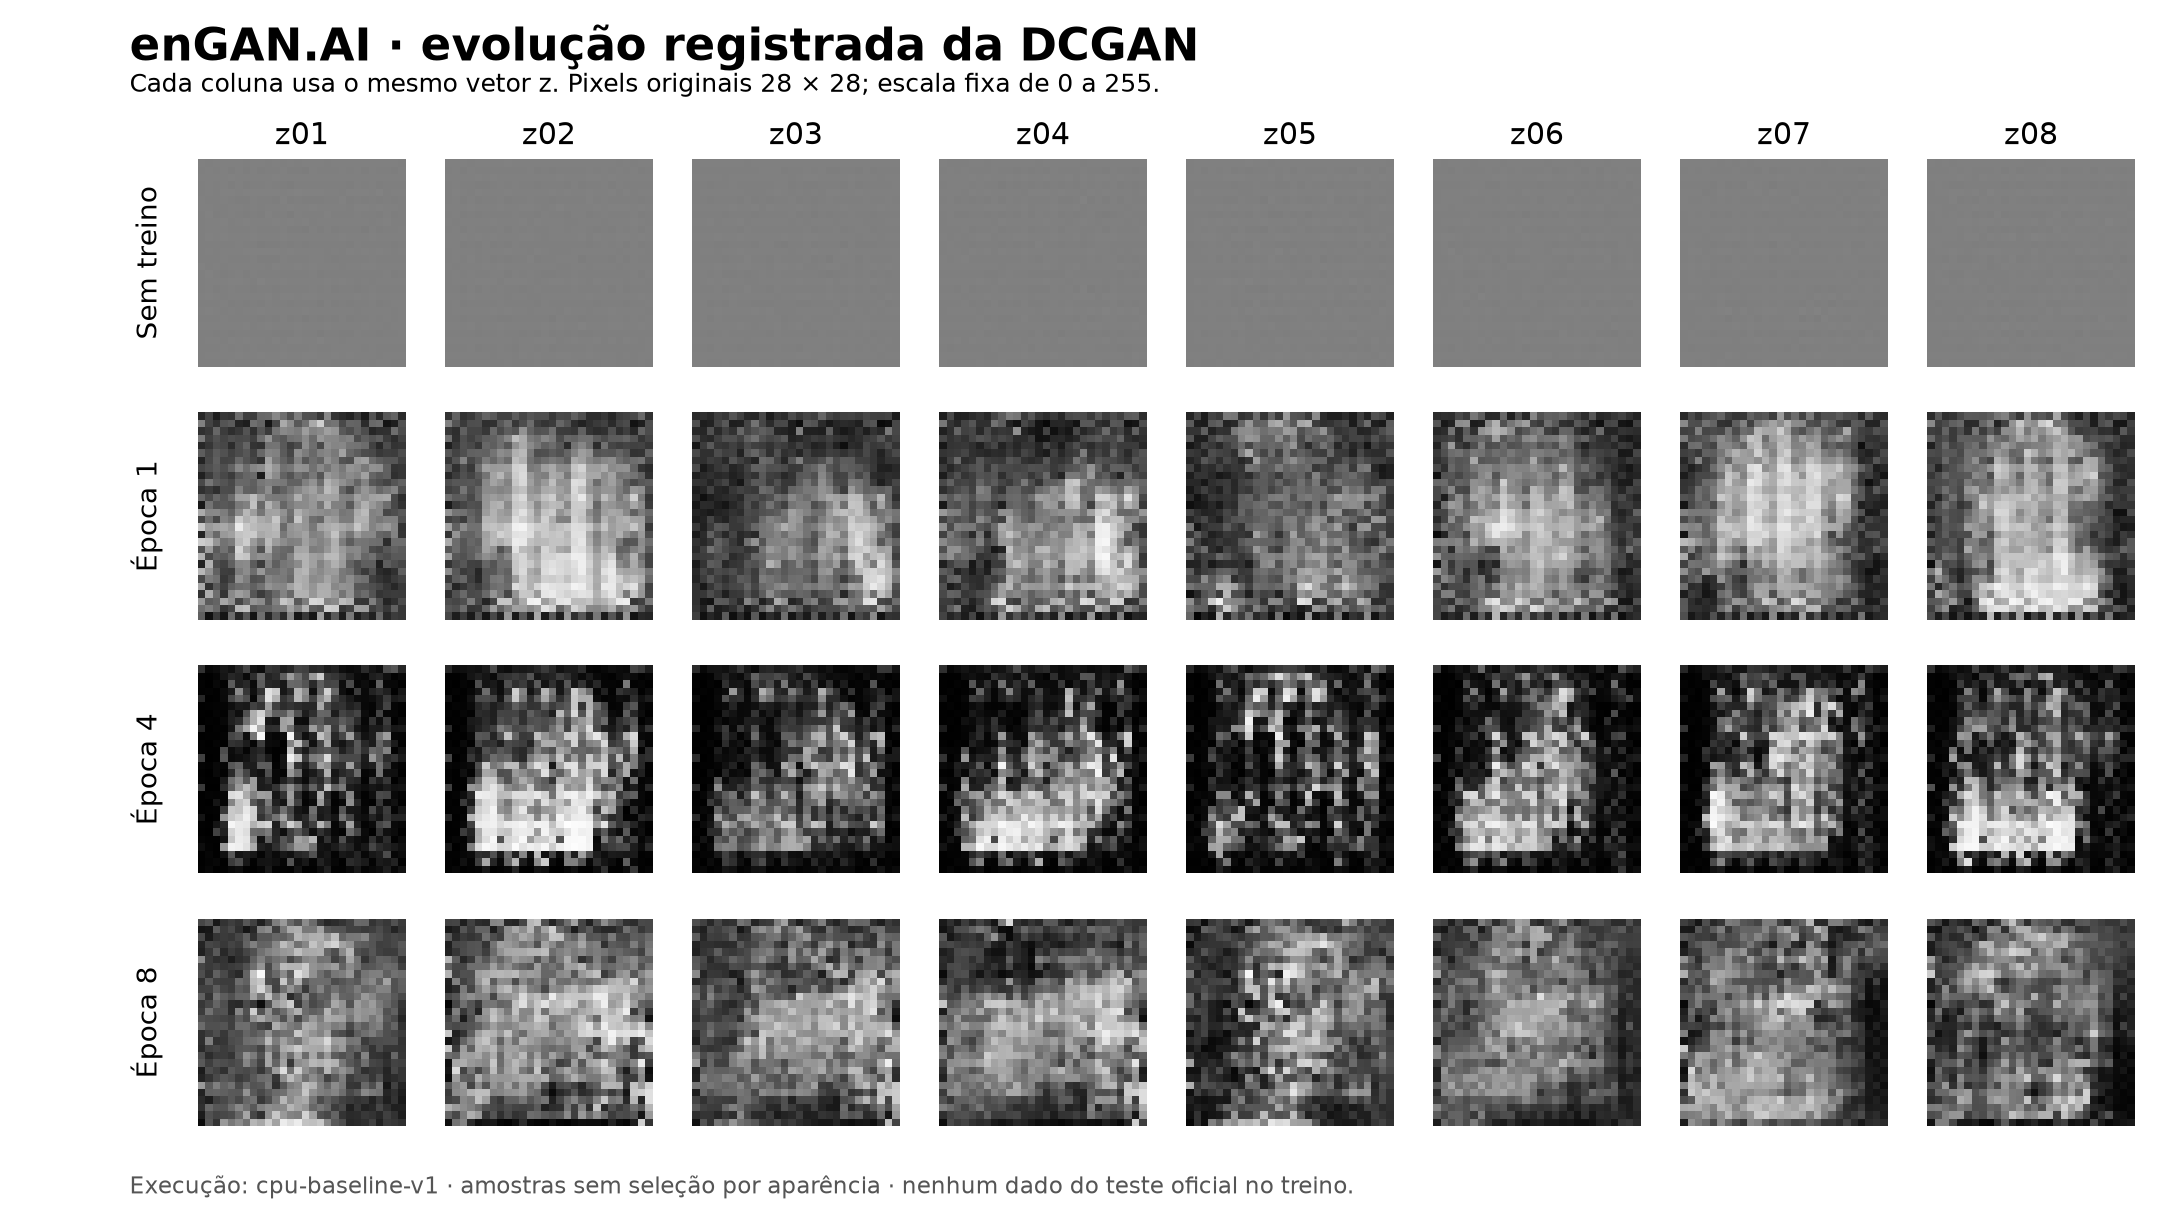 enGAN.AI · evolução registrada da DCGAN
Cada coluna usa o mesmo vetor z. Pixels originais 28 × 28; escala fixa de 0 a 255.
z01 z02 z03 z04 z05 z06 z07 z08
Sem treino
Época 1
Época 4
Época 8
Execução: cpu-baseline-v1 · amostras sem seleção por aparência · nenhum dado do teste oficial no treino.